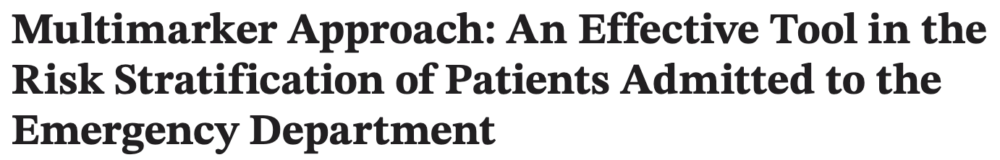 Multimarker Approach: An Effective Tool in the
Risk Stratification of Patients Admitted to the
Emergency Department